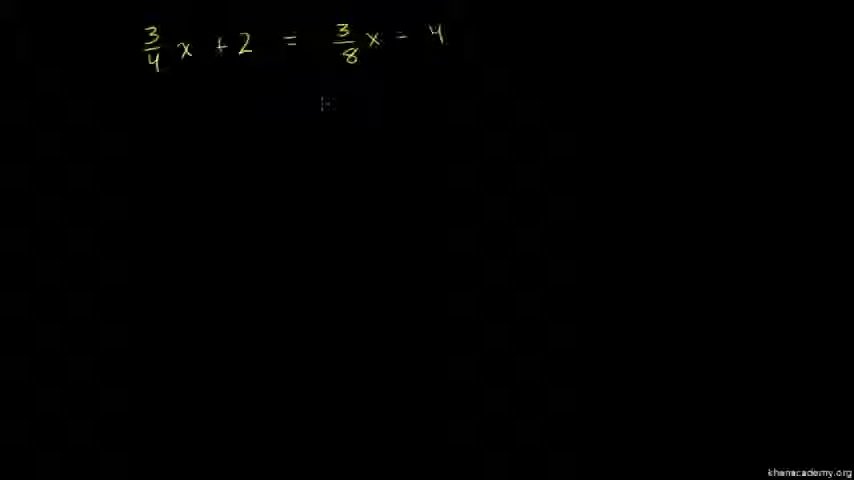 3/4 x + 2 = 3/8 x - 4
khanacademy.org